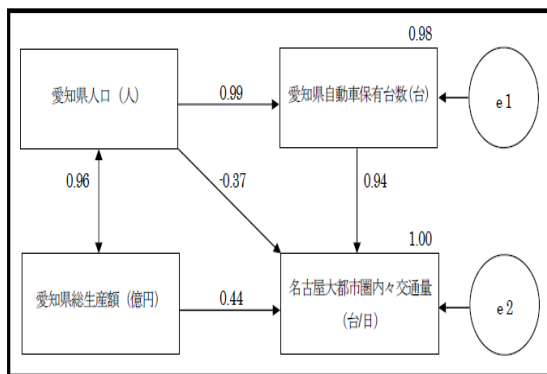 0.98
愛知県人口（人）
0.99
愛知県自動車保有台数(台)
e1
0.96
-0.37
0.94
1.00
愛知県総生産額（億円）
0.44
名古屋大都市圏内々交通量
(台/日)
e2